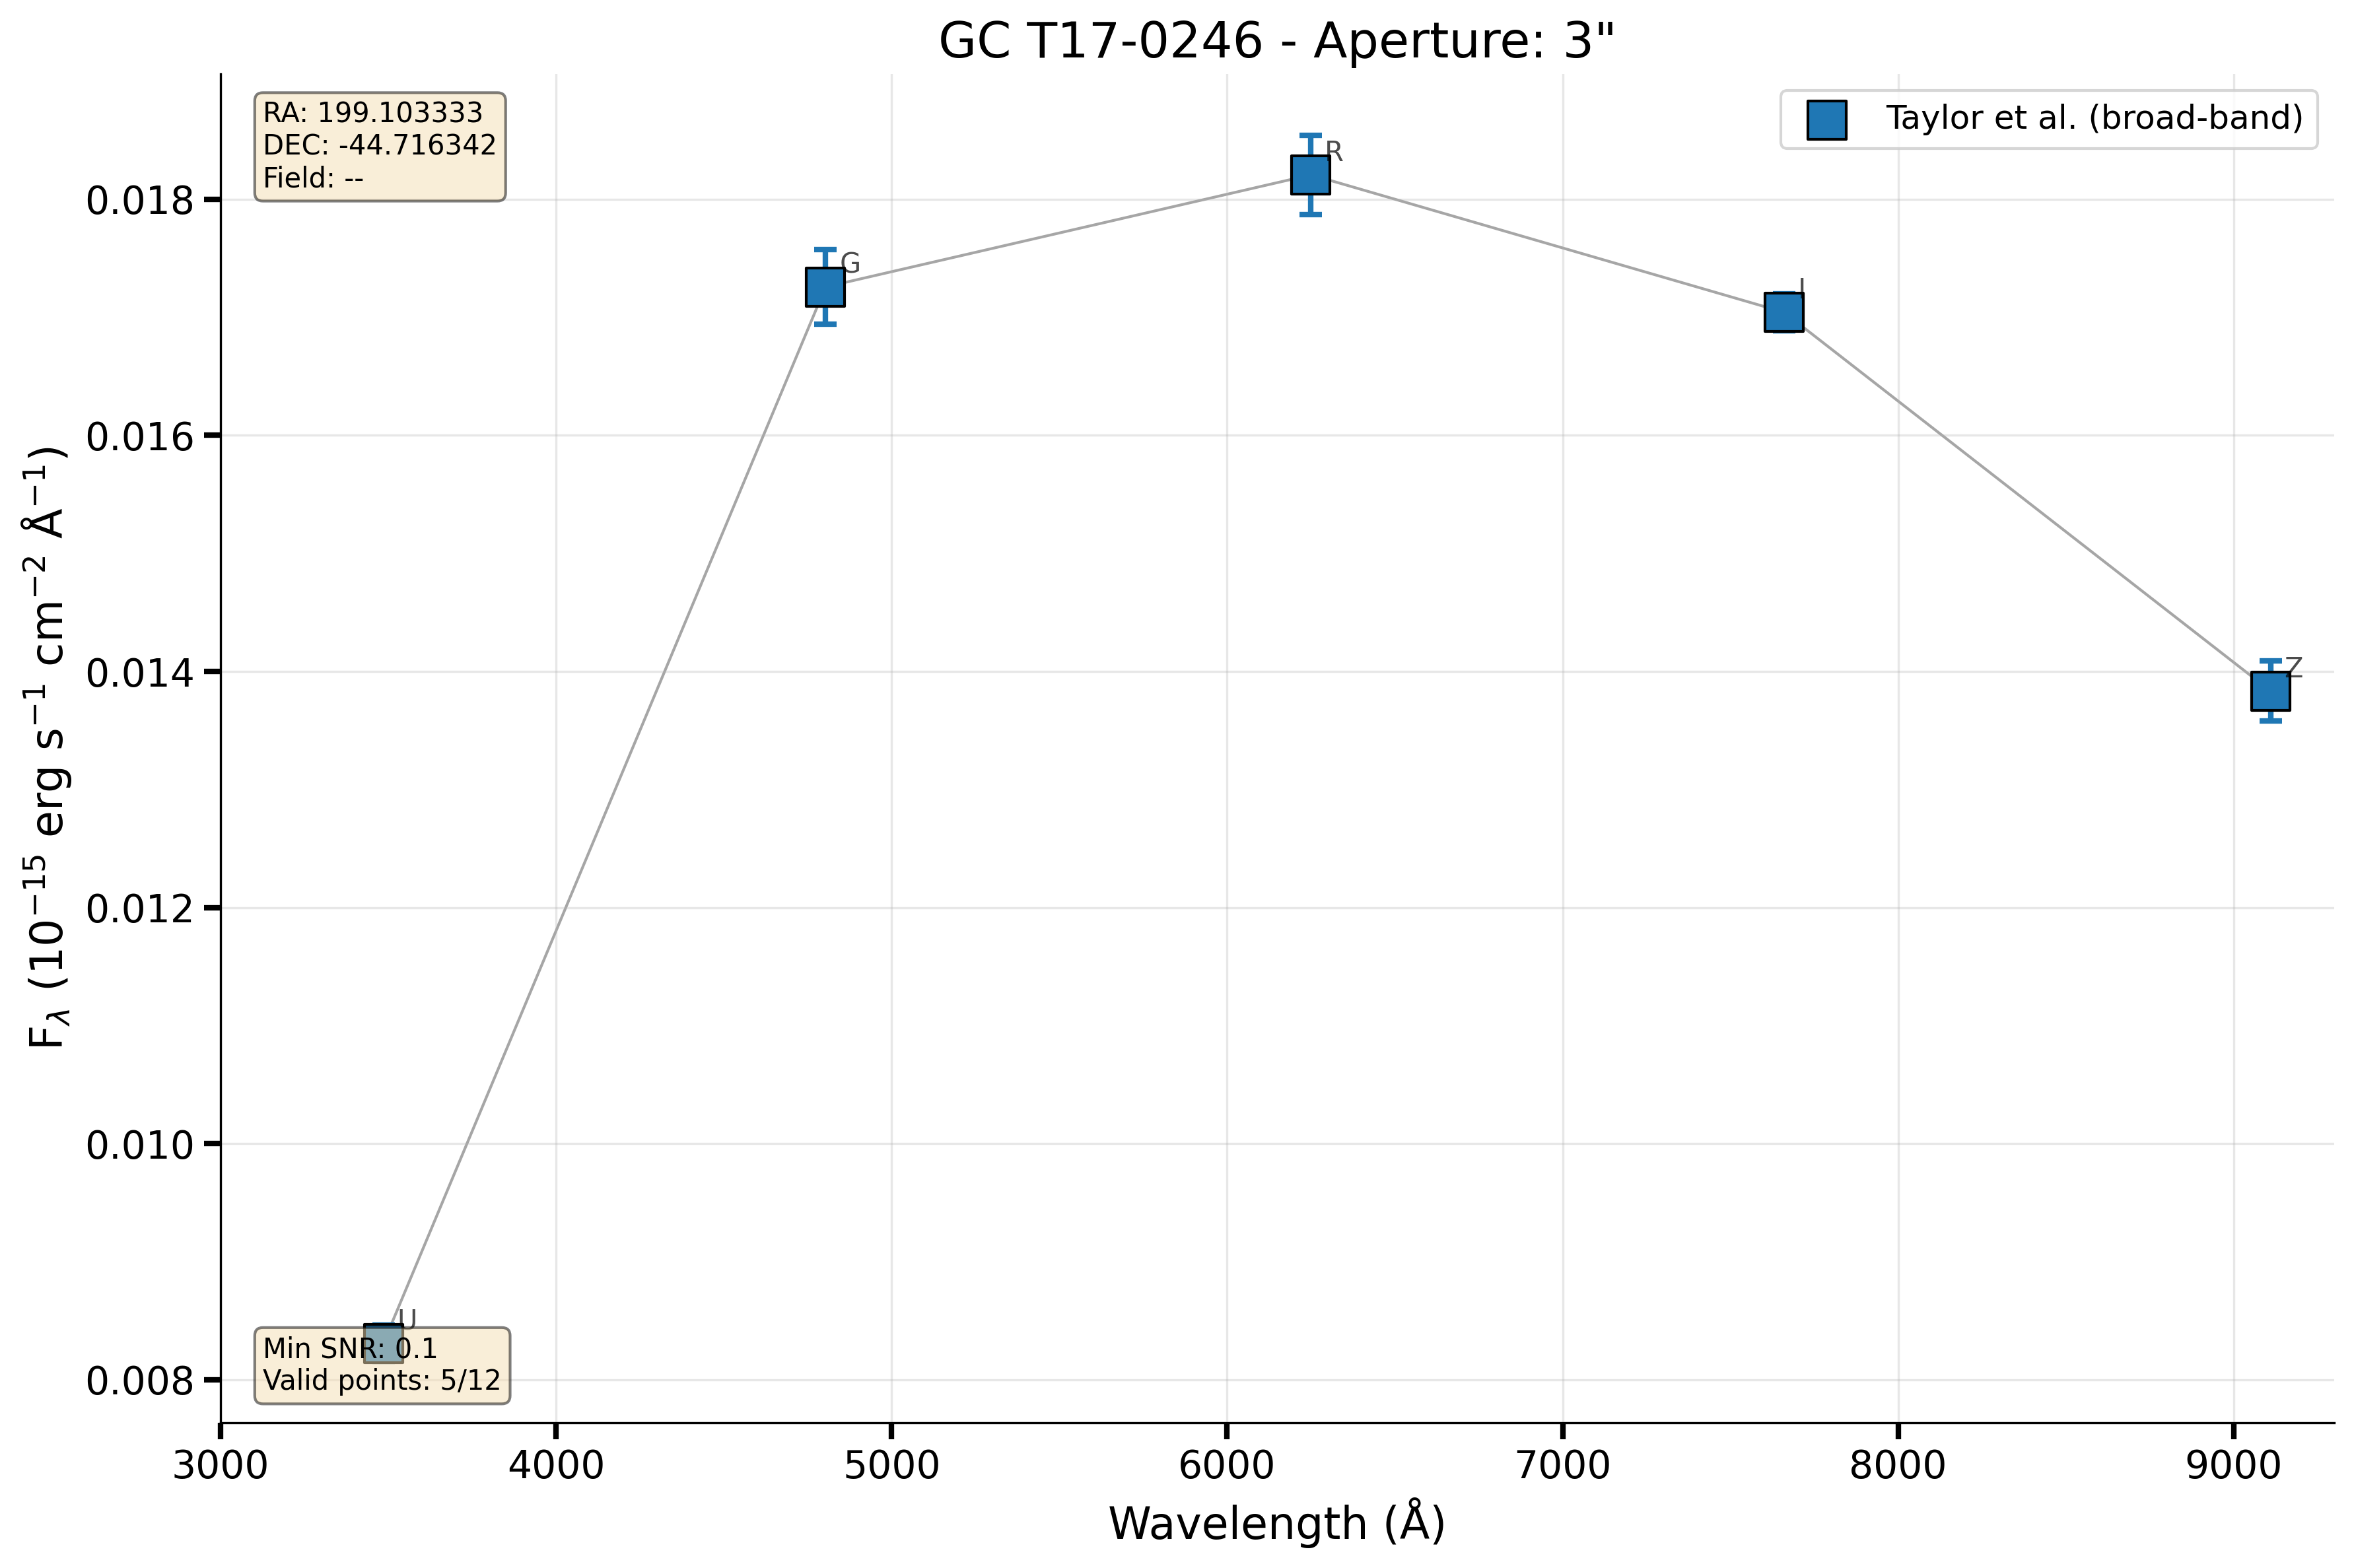 GC T17-0246 - Aperture: 3"
RA: 199.103333
DEC: -44.716342
Field: --
Taylor et al. (broad-band)
R
G
I
Z
U
Min SNR: 0.1
Valid points: 5/12
0.018
0.016
0.014
0.012
0.010
0.008
F_λ (10⁻¹⁵ erg s⁻¹ cm⁻² Å⁻¹)
3000 4000 5000 6000 7000 8000 9000
Wavelength (Å)